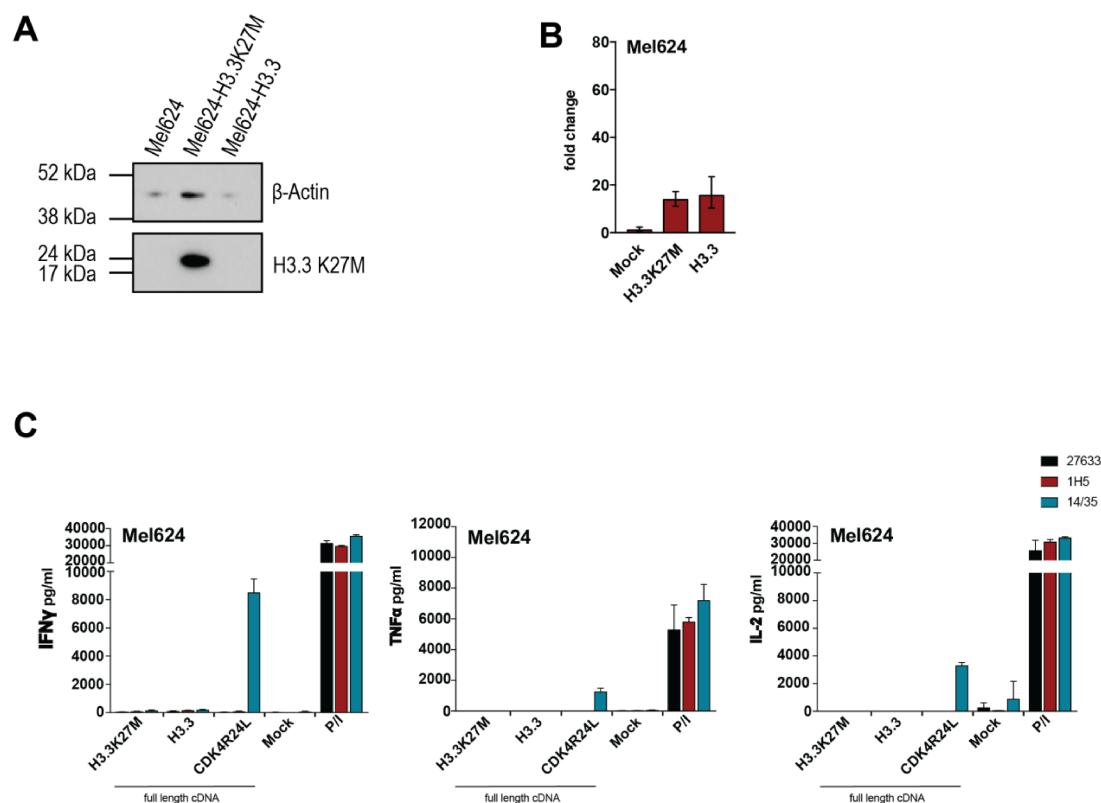 A
Mel624
Mel624-H3.3K27M
Mel624-H3.3
52 kDa
38 kDa
β-Actin
24 kDa
17 kDa
H3.3 K27M
B
Mel624
fold change
80
60
40
20
0
Mock
H3.3K27M
H3.3
C
27633
1H5
14/35
Mel624
IFNγ pg/ml
40000
30000
20000
10000
8000
6000
4000
2000
0
H3.3K27M
H3.3
CDK4R24L
Mock
P/I
full length cDNA
Mel624
TNFα pg/ml
12000
10000
8000
6000
4000
2000
0
H3.3K27M
H3.3
CDK4R24L
Mock
P/I
full length cDNA
Mel624
IL-2 pg/ml
40000
30000
20000
10000
8000
6000
4000
2000
0
H3.3K27M
H3.3
CDK4R24L
Mock
P/I
full length cDNA